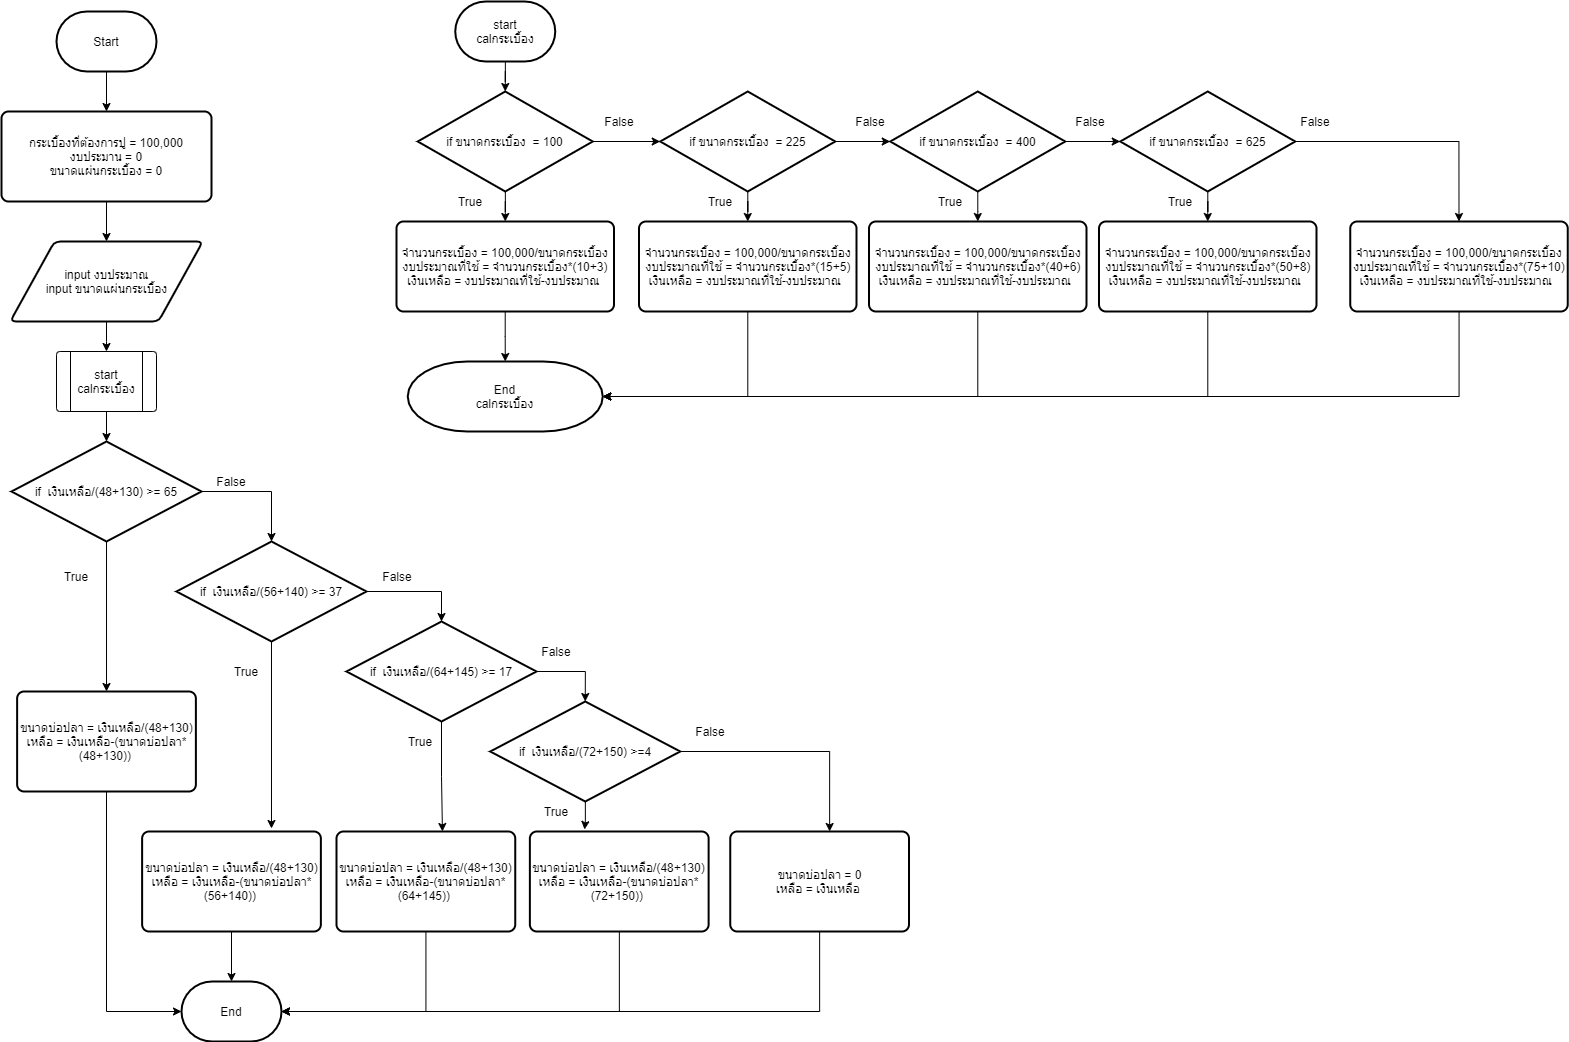 Start
กระเบื้องที่ต้องการปู = 100,000
งบประมาน = 0
ขนาดแผ่นกระเบื้อง = 0
input งบประมาณ
input ขนาดแผ่นกระเบื้อง
start
calกระเบื้อง
if เงินเหลือ/(48+130) >= 65
False
True
if เงินเหลือ/(56+140) >= 37
False
True
if เงินเหลือ/(64+145) >= 17
False
True
if เงินเหลือ/(72+150) >=4
False
True
ขนาดบ่อปลา = เงินเหลือ/(48+130)
เหลือ = เงินเหลือ-(ขนาดบ่อปลา*
(48+130))
ขนาดบ่อปลา = เงินเหลือ/(48+130)
เหลือ = เงินเหลือ-(ขนาดบ่อปลา*
(56+140))
ขนาดบ่อปลา = เงินเหลือ/(48+130)
เหลือ = เงินเหลือ-(ขนาดบ่อปลา*
(64+145))
ขนาดบ่อปลา = เงินเหลือ/(48+130)
เหลือ = เงินเหลือ-(ขนาดบ่อปลา*
(72+150))
ขนาดบ่อปลา = 0
เหลือ = เงินเหลือ
End
start
calกระเบื้อง
if ขนาดกระเบื้อง = 100
False
True
if ขนาดกระเบื้อง = 225
False
True
if ขนาดกระเบื้อง = 400
False
True
if ขนาดกระเบื้อง = 625
False
True
จำนวนกระเบื้อง = 100,000/ขนาดกระเบื้อง
งบประมาณที่ใช้ = จำนวนกระเบื้อง*(10+3)
เงินเหลือ = งบประมาณที่ใช้-งบประมาณ
จำนวนกระเบื้อง = 100,000/ขนาดกระเบื้อง
งบประมาณที่ใช้ = จำนวนกระเบื้อง*(15+5)
เงินเหลือ = งบประมาณที่ใช้-งบประมาณ
จำนวนกระเบื้อง = 100,000/ขนาดกระเบื้อง
งบประมาณที่ใช้ = จำนวนกระเบื้อง*(40+6)
เงินเหลือ = งบประมาณที่ใช้-งบประมาณ
จำนวนกระเบื้อง = 100,000/ขนาดกระเบื้อง
งบประมาณที่ใช้ = จำนวนกระเบื้อง*(50+8)
เงินเหลือ = งบประมาณที่ใช้-งบประมาณ
จำนวนกระเบื้อง = 100,000/ขนาดกระเบื้อง
งบประมาณที่ใช้ = จำนวนกระเบื้อง*(75+10)
เงินเหลือ = งบประมาณที่ใช้-งบประมาณ
End
calกระเบื้อง